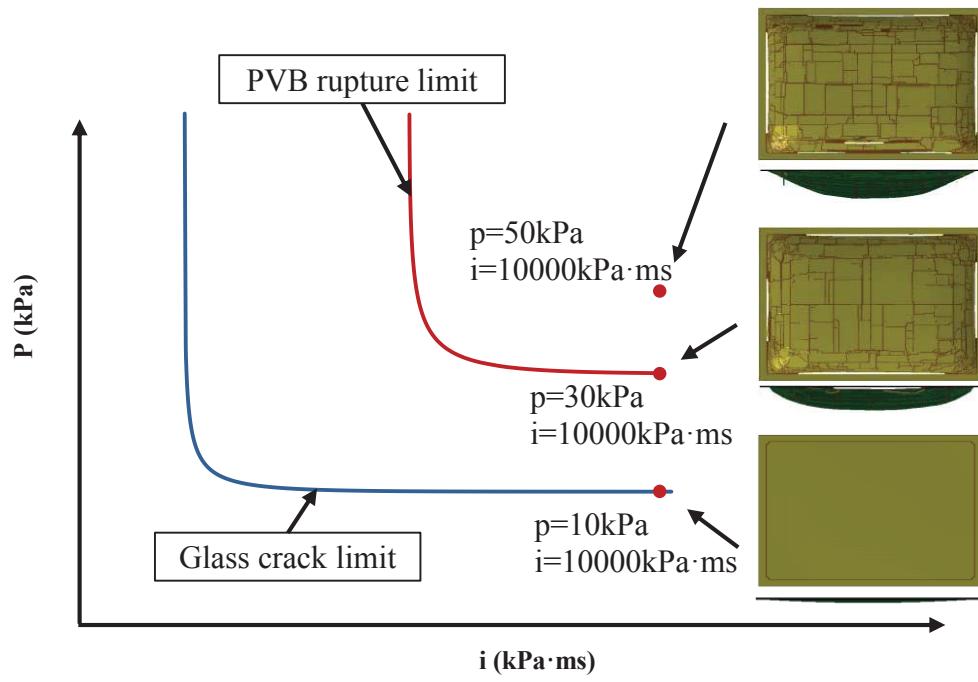 PVB rupture limit
p=50kPa
i=10000kPa·ms
P (kPa)
p=30kPa
i=10000kPa·ms
p=10kPa
i=10000kPa·ms
Glass crack limit
i (kPa·ms)